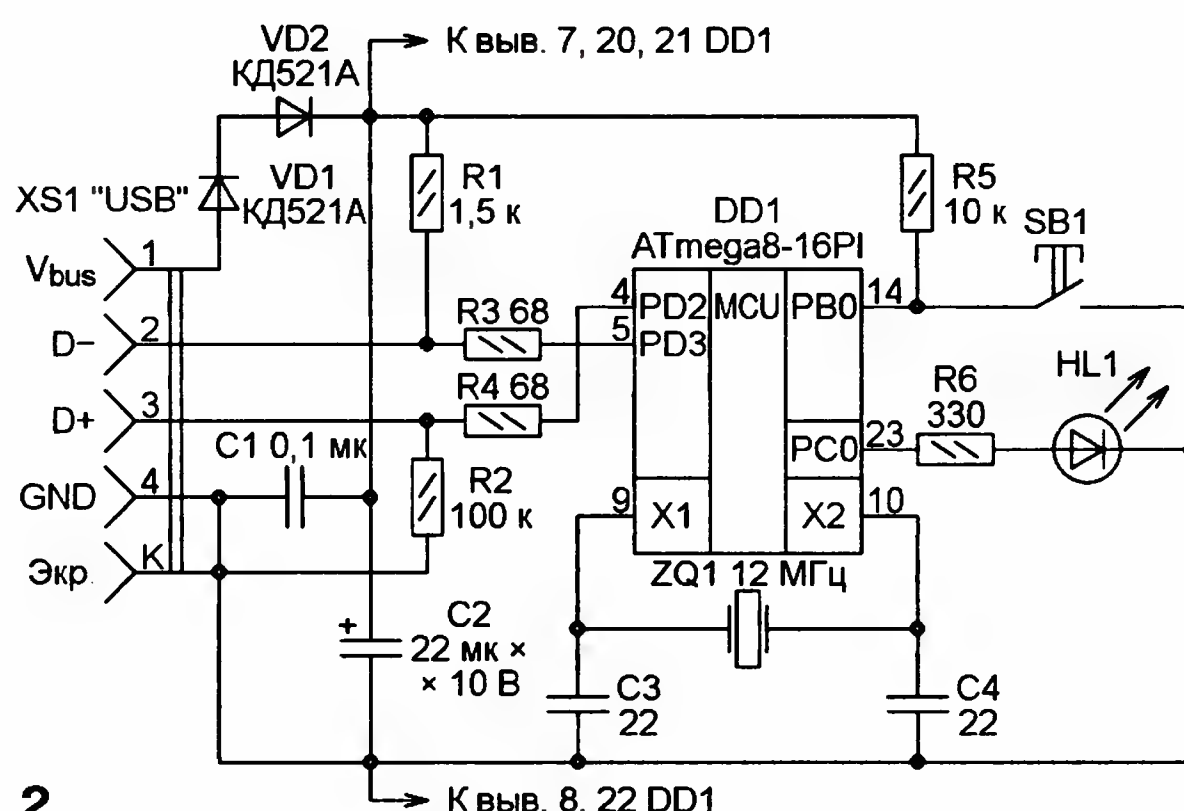 К выв. 7, 20, 21 DD1
VD2
КД521А
VD1
КД521А
XS1 "USB"
R1
1,5 к
R5
10 к
SB1
DD1
ATmega8-16PI
Vbus
1
D–
2
R3 68
4
PD2
MCU
PB0
14
5
PD3
D+
3
R4 68
HL1
R6
330
C1 0,1 мк
PC0
23
GND
4
R2
100 к
9
X1
X2
10
Экр.
K
ZQ1 12 МГц
+
C2
22 мк ×
× 10 В
C3
22
C4
22
2
К выв. 8, 22 DD1